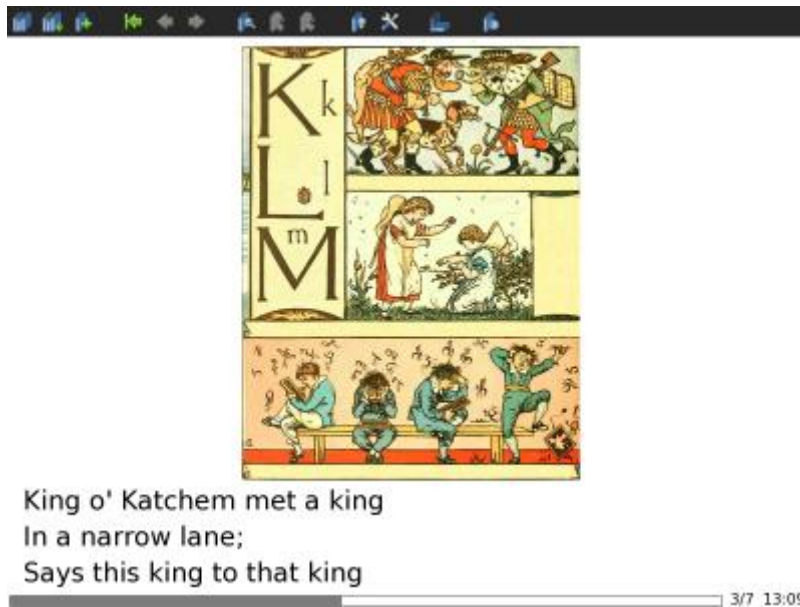 K k
L l
m
M
King o' Katchem met a king
In a narrow lane;
Says this king to that king
3/7 13:09